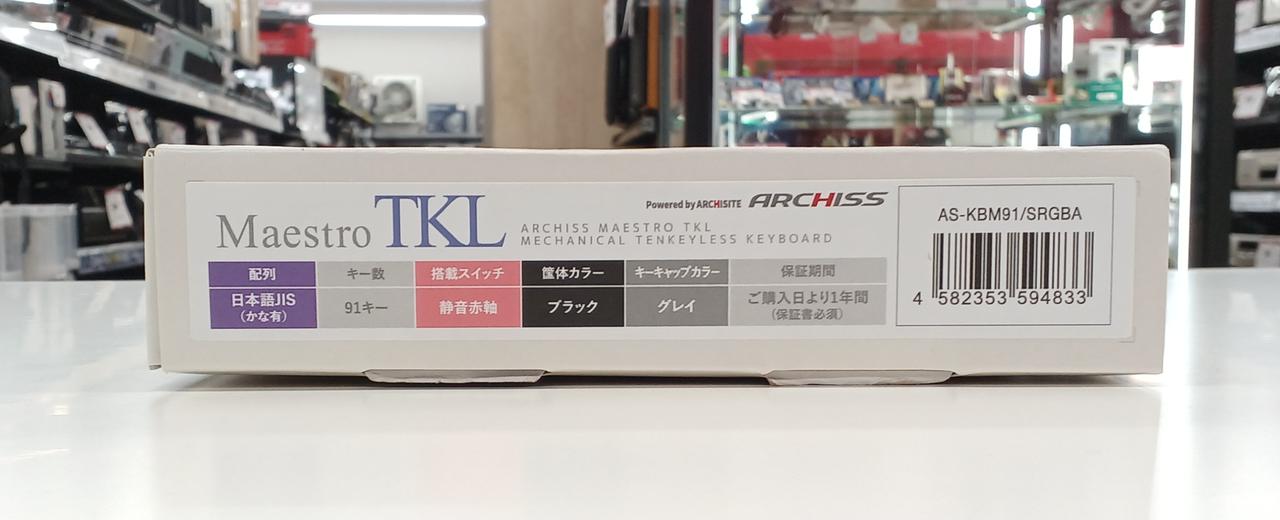 Maestro TKL
Powered by ARCHISITE ARCHISS
ARCHISS MAESTRO TKL
MECHANICAL TENKEYLESS KEYBOARD
配列 キー数 搭載スイッチ 筐体カラー キーキャップカラー 保証期間
日本語JIS
(かな有)
91キー 静音赤軸 ブラック グレイ
ご購入日より1年間
(保証書必須)
AS-KBM91/SRGBA
4 582353 594833